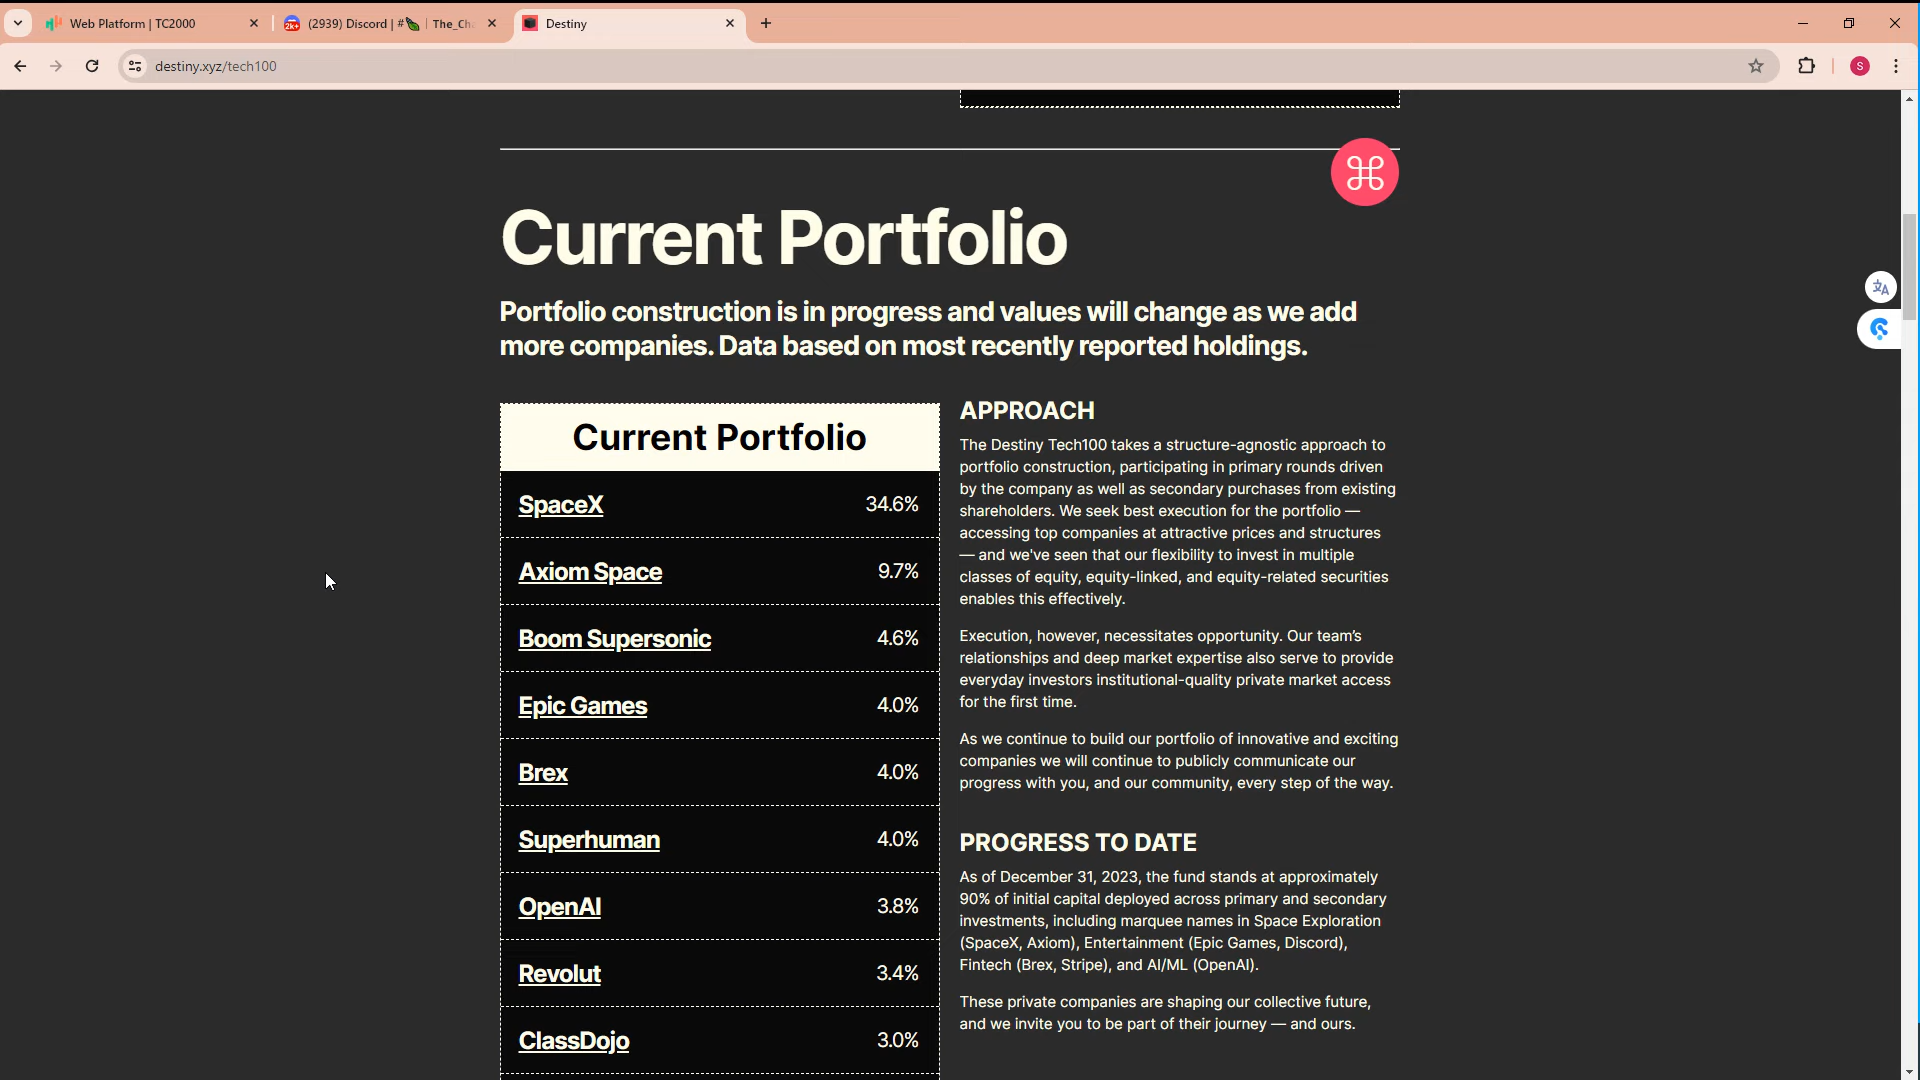 Web Platform | TC2000
(2939) Discord | #
The_Ch
Destiny
destiny.xyz/tech100
S
Current Portfolio
Portfolio construction is in progress and values will change as we add
more companies. Data based on most recently reported holdings.
Current Portfolio
SpaceX 34.6%
Axiom Space 9.7%
Boom Supersonic 4.6%
Epic Games 4.0%
Brex 4.0%
Superhuman 4.0%
OpenAI 3.8%
Revolut 3.4%
ClassDojo 3.0%
APPROACH
The Destiny Tech100 takes a structure-agnostic approach to
portfolio construction, participating in primary rounds driven
by the company as well as secondary purchases from existing
shareholders. We seek best execution for the portfolio —
accessing top companies at attractive prices and structures
— and we've seen that our flexibility to invest in multiple
classes of equity, equity-linked, and equity-related securities
enables this effectively.
Execution, however, necessitates opportunity. Our team's
relationships and deep market expertise also serve to provide
everyday investors institutional-quality private market access
for the first time.
As we continue to build our portfolio of innovative and exciting
companies we will continue to publicly communicate our
progress with you, and our community, every step of the way.
PROGRESS TO DATE
As of December 31, 2023, the fund stands at approximately
90% of initial capital deployed across primary and secondary
investments, including marquee names in Space Exploration
(SpaceX, Axiom), Entertainment (Epic Games, Discord),
Fintech (Brex, Stripe), and AI/ML (OpenAI).
These private companies are shaping our collective future,
and we invite you to be part of their journey — and ours.